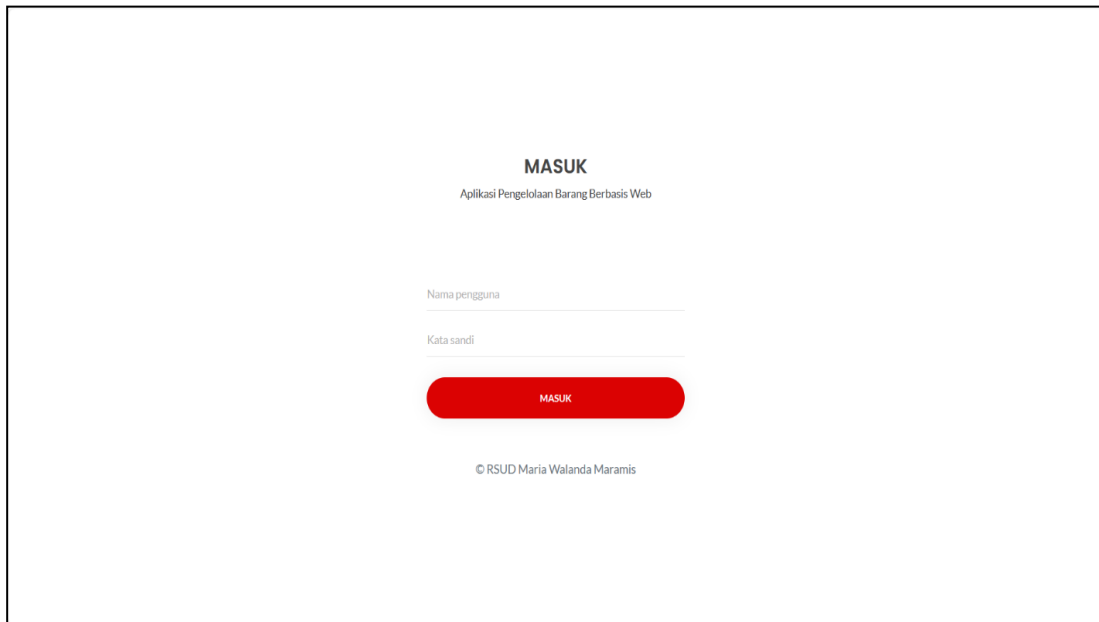 MASUK
Aplikasi Pengelolaan Barang Berbasis Web
Nama pengguna
Kata sandi
MASUK
© RSUD Maria Walanda Maramis